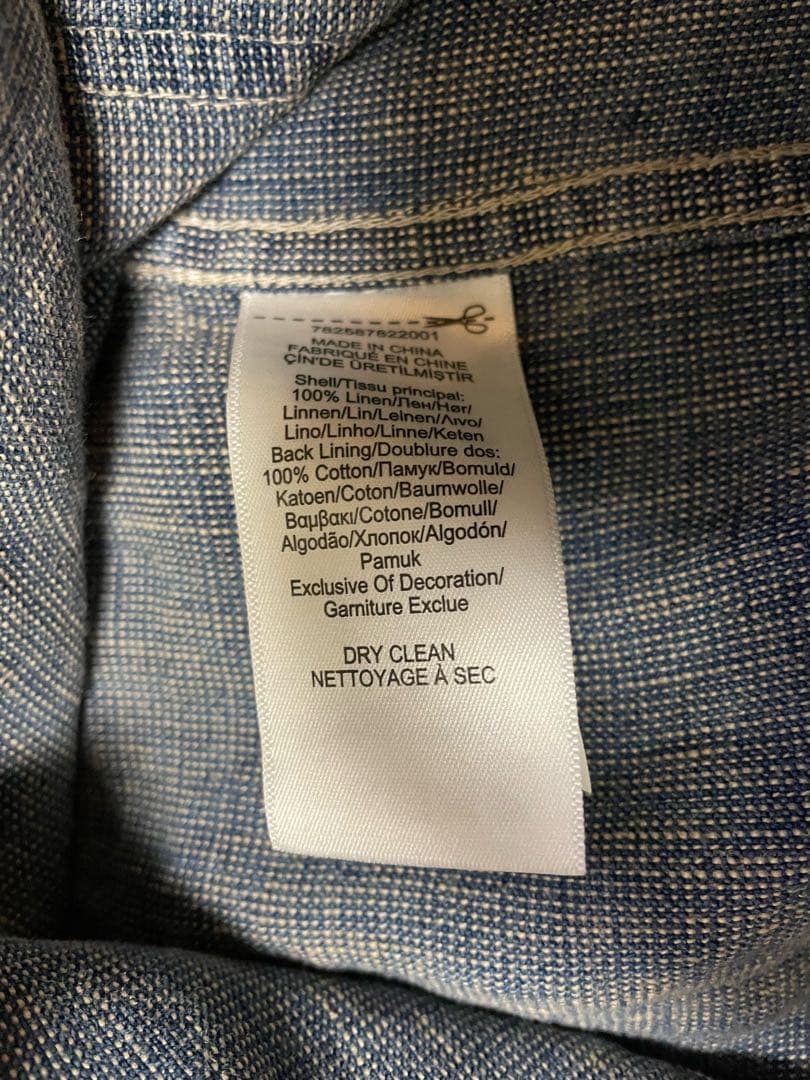 782587822001
MADE IN CHINA
FABRIQUÉ EN CHINE
ÇİN'DE ÜRETİLMİŞTİR
Shell/Tissu principal:
100% Linen/Лен/Hør/
Linnen/Lin/Leinen/Λινο/
Lino/Linho/Linne/Keten
Back Lining/Doublure dos:
100% Cotton/Памук/Bomuld/
Katoen/Coton/Baumwolle/
Βαμβακι/Cotone/Bomull/
Algodão/Хлопок/Algodón/
Pamuk
Exclusive Of Decoration/
Garniture Exclue
DRY CLEAN
NETTOYAGE À SEC